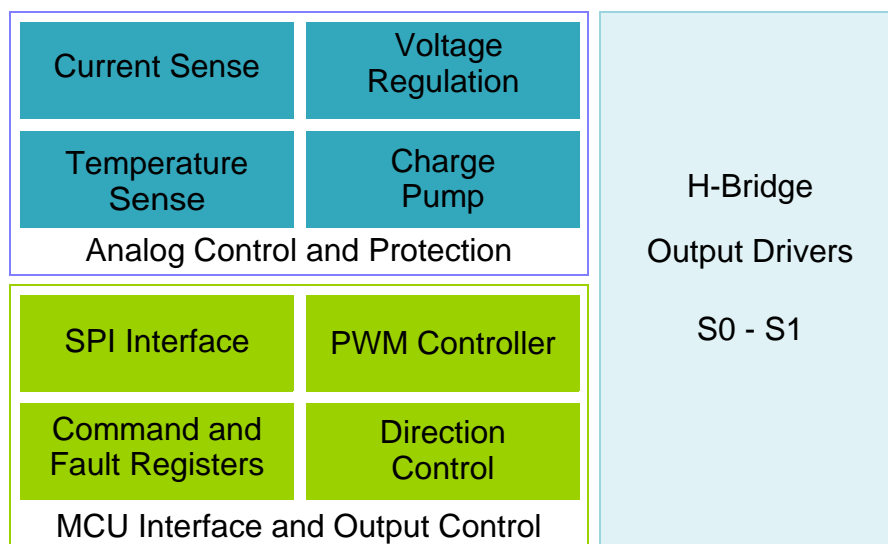 Current Sense
Voltage
Regulation
Temperature
Sense
Charge
Pump
Analog Control and Protection
SPI Interface
PWM Controller
Command and
Fault Registers
Direction
Control
MCU Interface and Output Control
H-Bridge
Output Drivers
S0 - S1